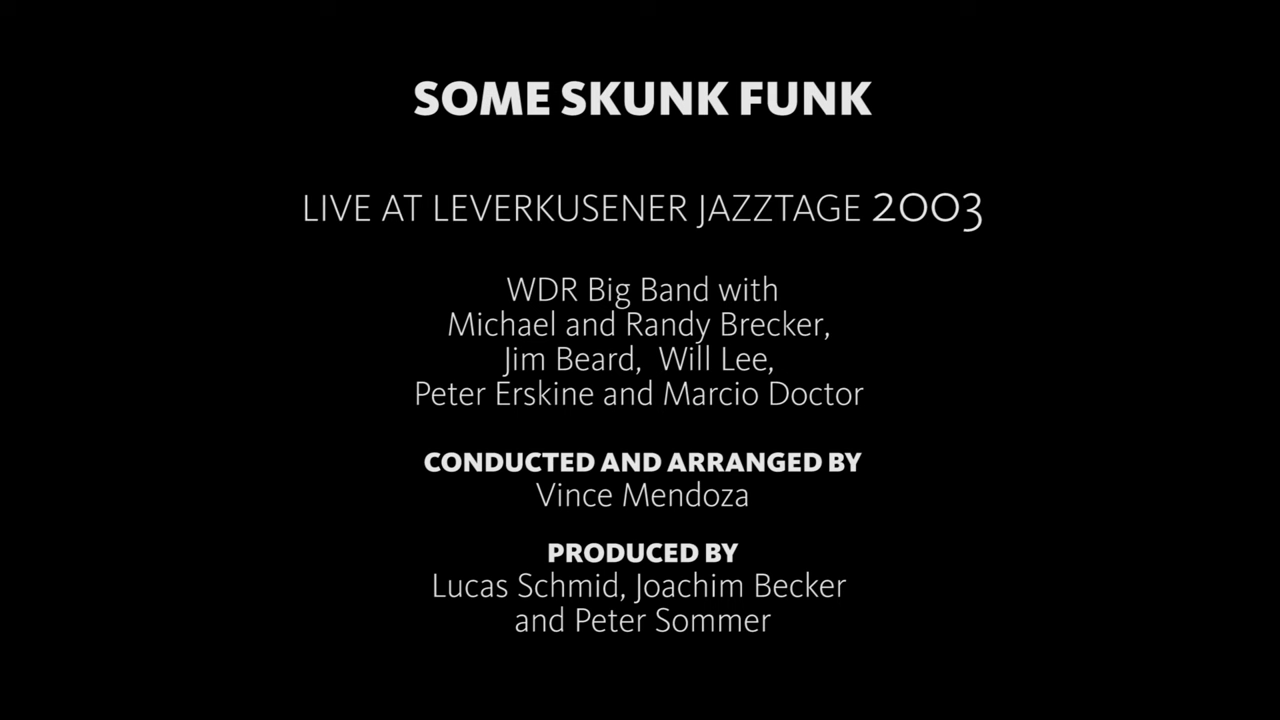 SOME SKUNK FUNK
LIVE AT LEVERKUSENER JAZZTAGE 2003
WDR Big Band with
Michael and Randy Brecker,
Jim Beard, Will Lee,
Peter Erskine and Marcio Doctor
CONDUCTED AND ARRANGED BY
Vince Mendoza
PRODUCED BY
Lucas Schmid, Joachim Becker
and Peter Sommer